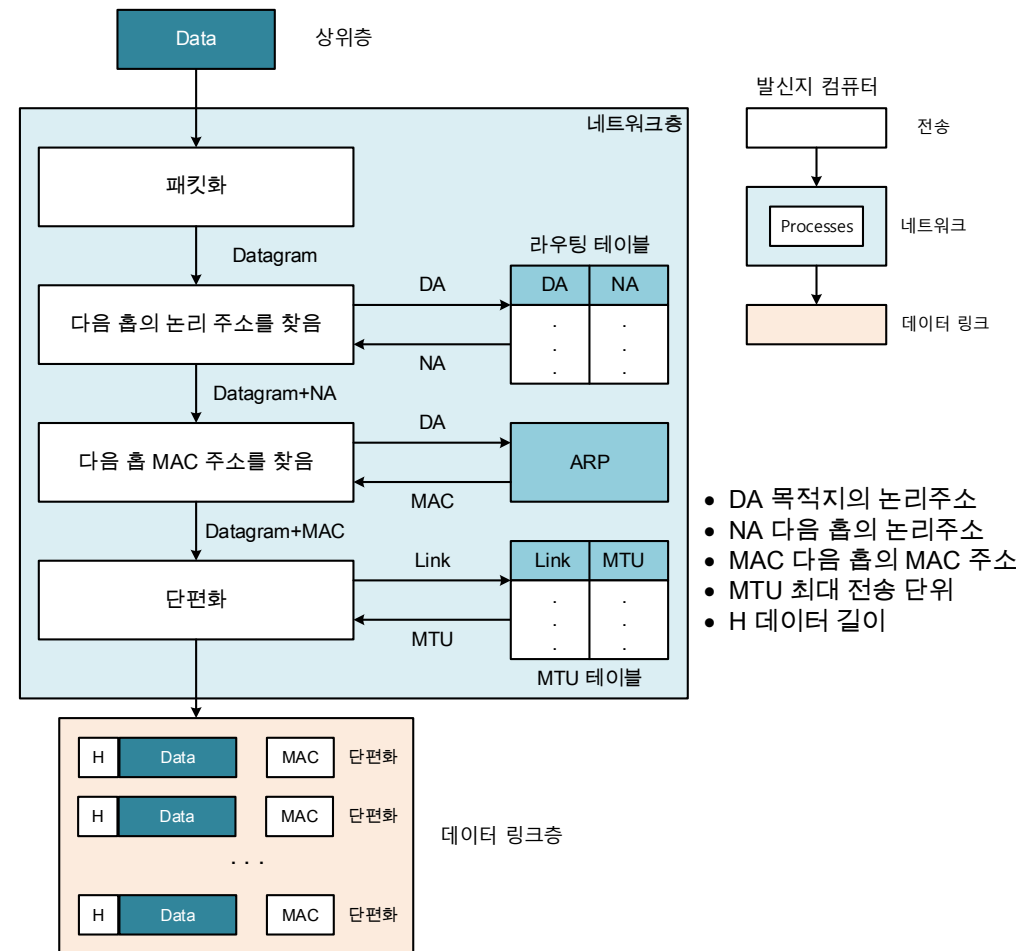 Data
상위층
네트워크층
패킷화
Datagram
다음 홉의 논리 주소를 찾음
DA
NA
라우팅 테이블
DA NA
. .
. .
. .
Datagram+NA
다음 홉 MAC 주소를 찾음
DA
MAC
ARP
Datagram+MAC
단편화
Link
MTU
Link MTU
. .
. .
. .
MTU 테이블
H Data MAC 단편화
H Data MAC 단편화
. . .
H Data MAC 단편화
데이터 링크층
발신지 컴퓨터
전송
Processes
네트워크
데이터 링크
• DA 목적지의 논리주소
• NA 다음 홉의 논리주소
• MAC 다음 홉의 MAC 주소
• MTU 최대 전송 단위
• H 데이터 길이